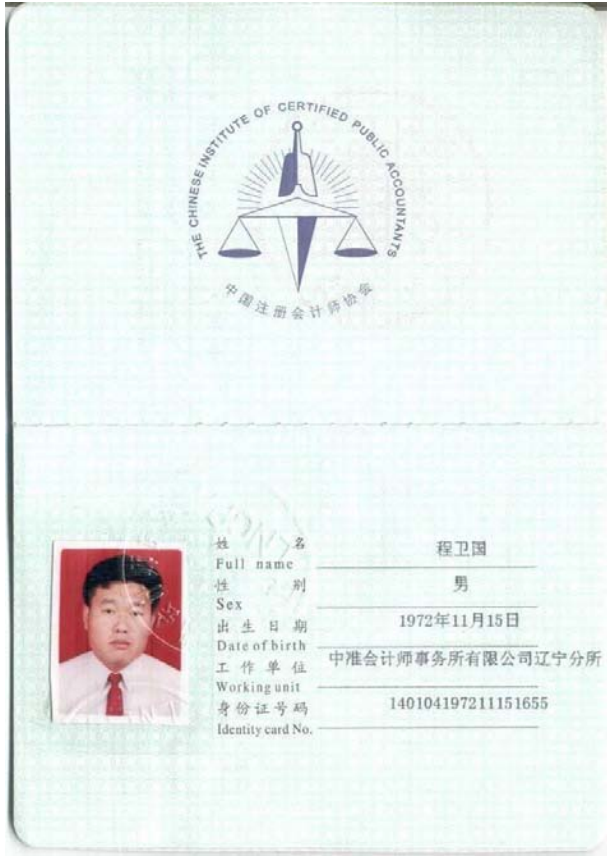 THE CHINESE INSTITUTE OF CERTIFIED PUBLIC ACCOUNTANTS
中国注册会计师协会
姓 名 程卫国
Full name
性 别 男
Sex
出生日期 1972年11月15日
Date of birth
工作单位 中准会计师事务所有限公司辽宁分所
Working unit
身份证号码 140104197211151655
Identity card No.